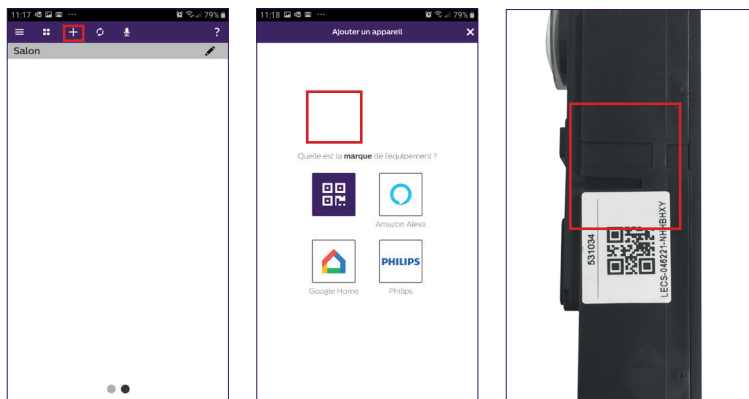 11:17
79%
?
Salon
11:18
79%
Ajouter un appareil
Quelle est la marque de l'équipement ?
Amazon Alexa
PHILIPS
Google Home
Philips
531034
LECS-046221-NHHBHXY